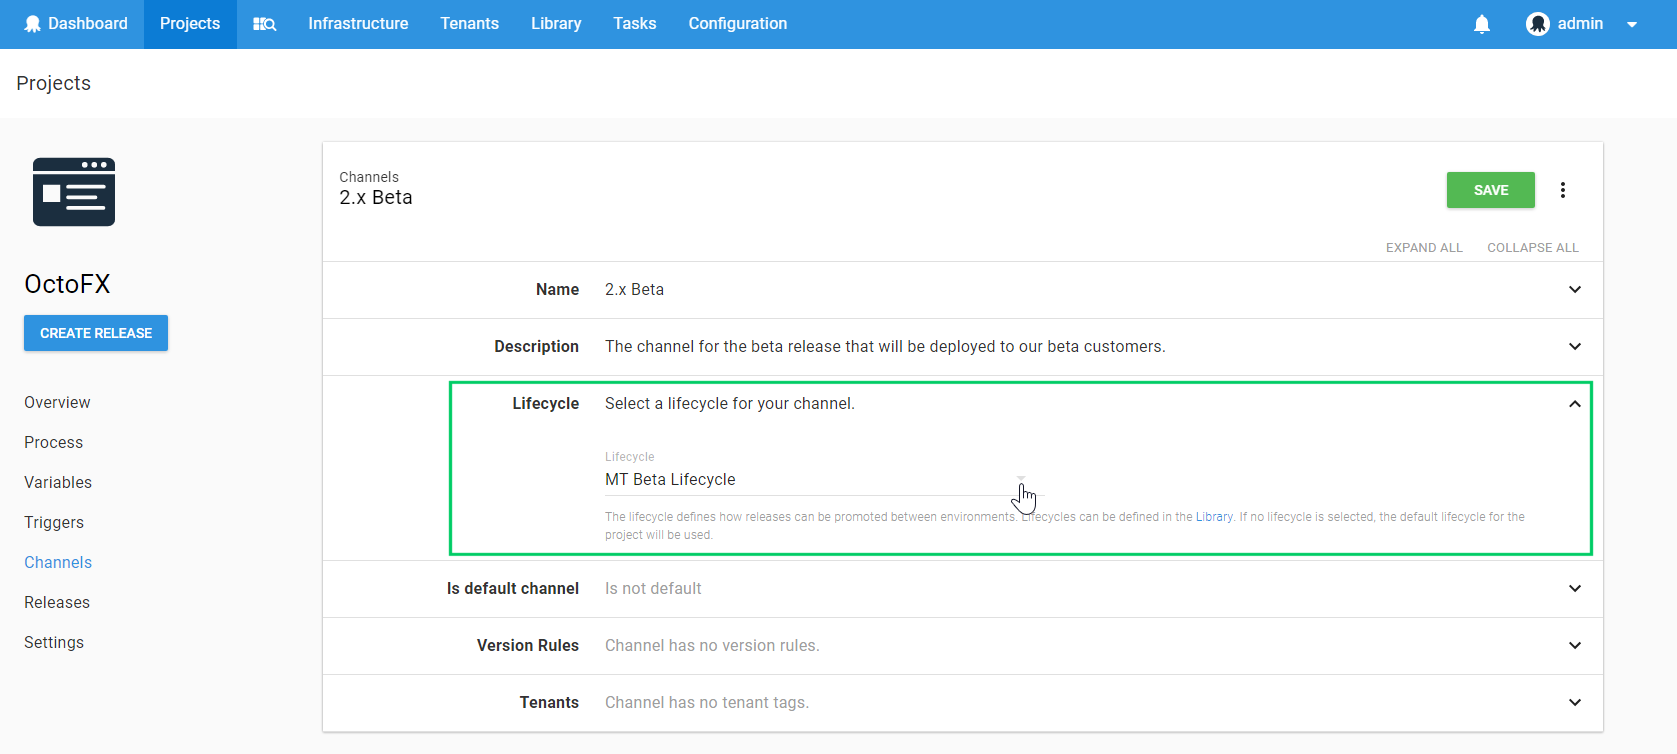 Dashboard Projects Infrastructure Tenants Library Tasks Configuration admin
Projects
OctoFX
CREATE RELEASE
Overview
Process
Variables
Triggers
Channels
Releases
Settings
Channels
2.x Beta
SAVE
EXPAND ALL COLLAPSE ALL
Name 2.x Beta
Description The channel for the beta release that will be deployed to our beta customers.
Lifecycle Select a lifecycle for your channel.
Lifecycle
MT Beta Lifecycle
The lifecycle defines how releases can be promoted between environments. Lifecycles can be defined in the Library. If no lifecycle is selected, the default lifecycle for the
project will be used.
Is default channel Is not default
Version Rules Channel has no version rules.
Tenants Channel has no tenant tags.